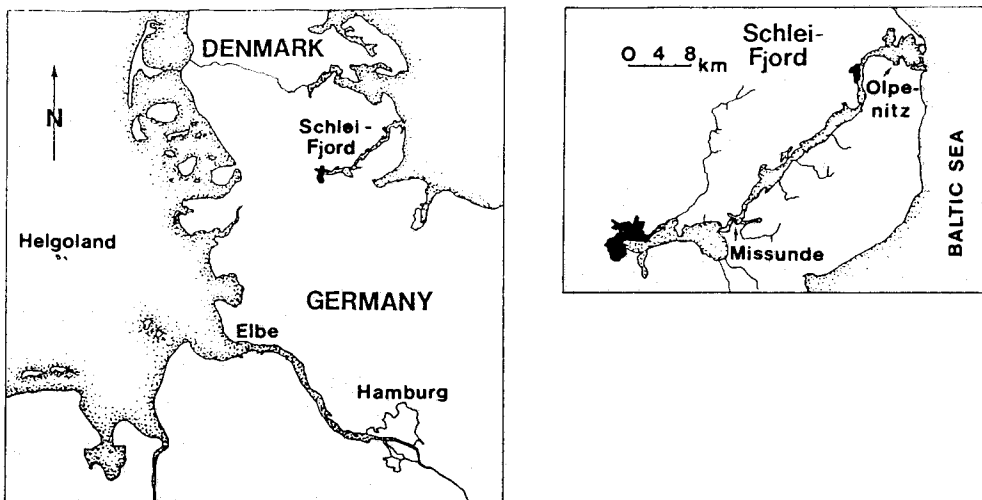 DENMARK
N
Schlei-
Fjord
Helgoland
GERMANY
Elbe
Hamburg
Schlei-
Fjord
0 4 8 km
Olpe-
nitz
BALTIC SEA
Missunde